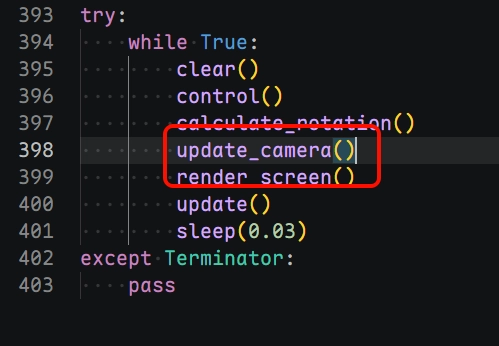 393 try:
394     while True:
395         clear()
396         control()
397         calculate_rotation()
398         update_camera()
399         render_screen()
400         update()
401         sleep(0.03)
402 except Terminator:
403     pass